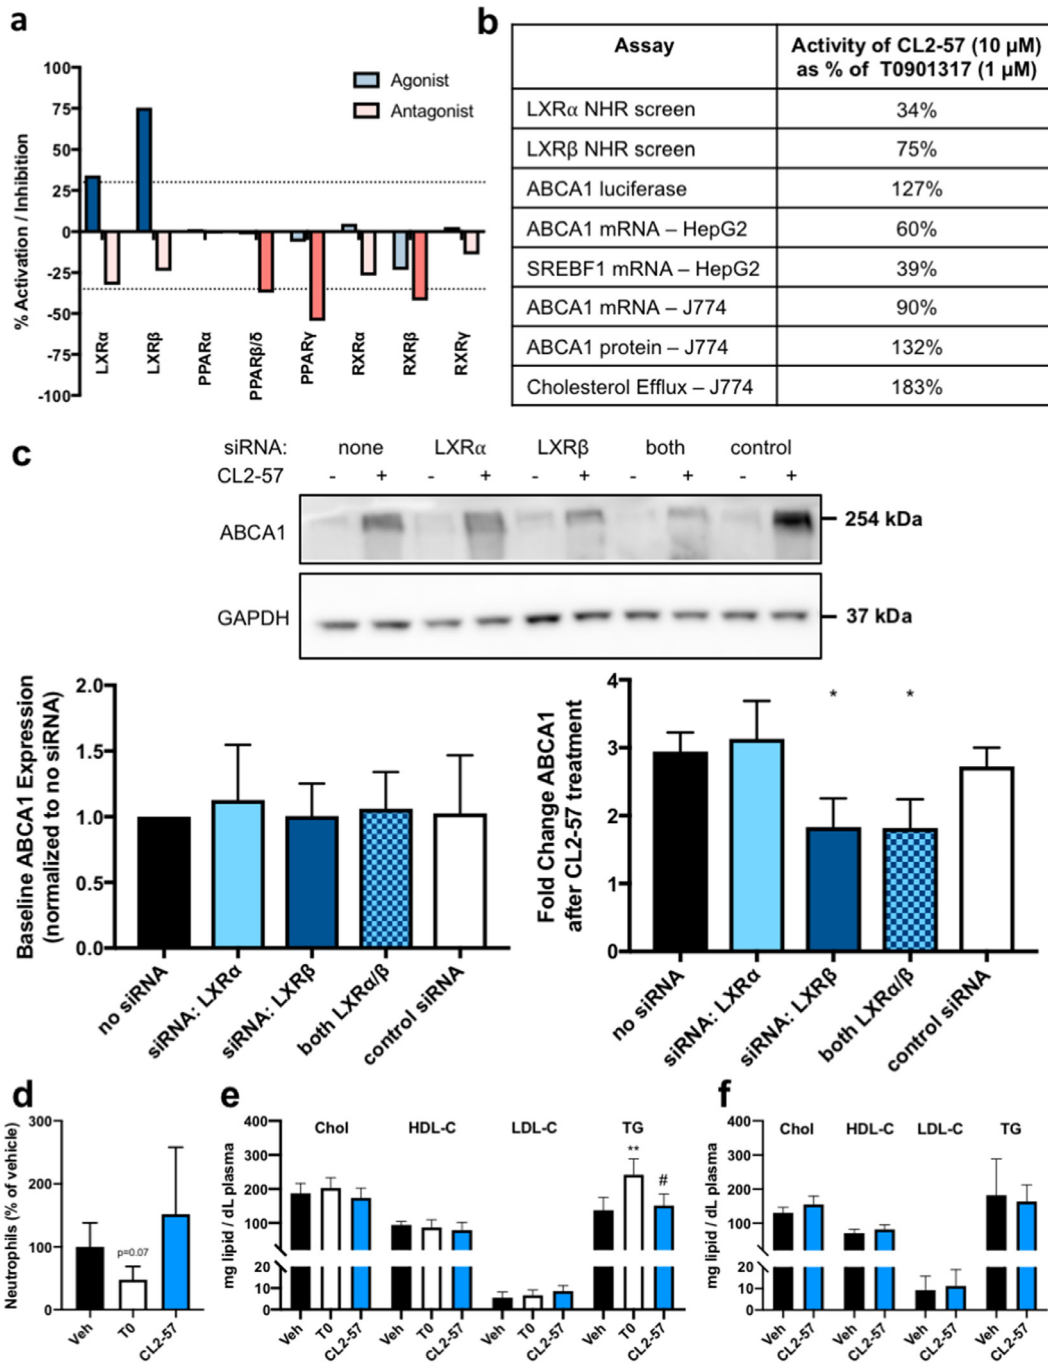 a
100
75
50
25
0
-25
-50
-75
-100
% Activation / Inhibition
Agonist
Antagonist
LXRα
LXRβ
PPARα
PPARβ/δ
PPARγ
RXRα
RXRβ
RXRγ
b
Assay
Activity of CL2-57 (10 µM)
as % of T0901317 (1 µM)
LXRα NHR screen 34%
LXRβ NHR screen 75%
ABCA1 luciferase 127%
ABCA1 mRNA – HepG2 60%
SREBF1 mRNA – HepG2 39%
ABCA1 mRNA – J774 90%
ABCA1 protein – J774 132%
Cholesterol Efflux – J774 183%
c
siRNA: none LXRα LXRβ both control
CL2-57 - + - + - + - + - +
ABCA1 254 kDa
GAPDH 37 kDa
Baseline ABCA1 Expression
(normalized to no siRNA)
2.0
1.5
1.0
0.5
0.0
no siRNA
siRNA: LXRα
siRNA: LXRβ
both LXRα/β
control siRNA
Fold Change ABCA1
after CL2-57 treatment
4
3
2
1
0
* *
no siRNA
siRNA: LXRα
siRNA: LXRβ
both LXRα/β
control siRNA
d
Neutrophils (% of vehicle)
300
200
100
0
p=0.07
Veh
T0
CL2-57
e
mg lipid / dL plasma
400
300
200
100
20
10
0
Chol HDL-C LDL-C TG
**
#
Veh T0 CL2-57 Veh T0 CL2-57 Veh T0 CL2-57 Veh T0 CL2-57
f
mg lipid / dL plasma
400
300
200
100
20
10
0
Chol HDL-C LDL-C TG
Veh CL2-57 Veh CL2-57 Veh CL2-57 Veh CL2-57